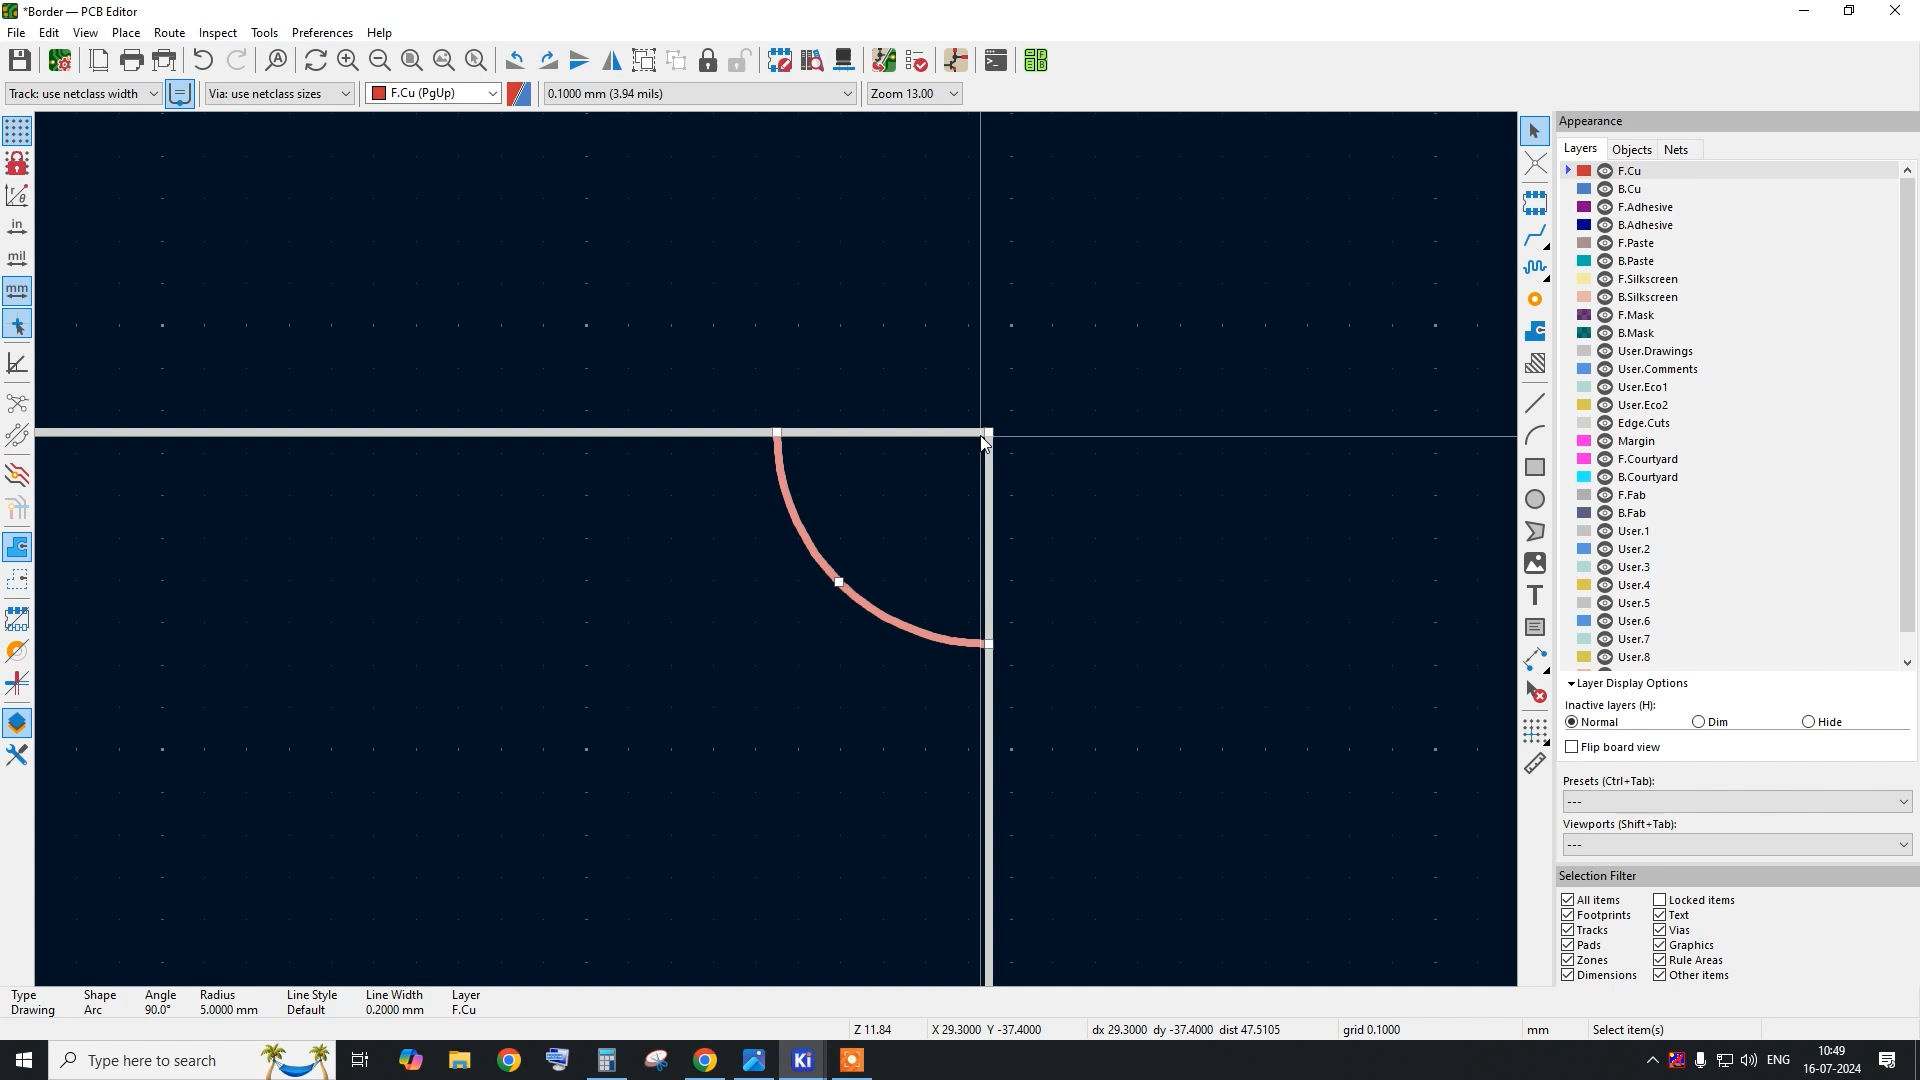 *Border — PCB Editor
File Edit View Place Route Inspect Tools Preferences Help
Track: use netclass width Via: use netclass sizes F.Cu (PgUp) 0.1000 mm (3.94 mils) Zoom 13.00
Appearance
Layers Objects Nets
F.Cu
B.Cu
F.Adhesive
B.Adhesive
F.Paste
B.Paste
F.Silkscreen
B.Silkscreen
F.Mask
B.Mask
User.Drawings
User.Comments
User.Eco1
User.Eco2
Edge.Cuts
Margin
F.Courtyard
B.Courtyard
F.Fab
B.Fab
User.1
User.2
User.3
User.4
User.5
User.6
User.7
User.8
in
mil
mm
Layer Display Options
Inactive layers (H):
Normal Dim Hide
Flip board view
Presets (Ctrl+Tab):
---
Viewports (Shift+Tab):
---
Selection Filter
All items Locked items
Footprints Text
Tracks Vias
Pads Graphics
Zones Rule Areas
Dimensions Other items
Type Shape Angle Radius Line Style Line Width Layer
Drawing Arc 90.0° 5.0000 mm Default 0.2000 mm F.Cu
Z 11.84 X 29.3000 Y -37.4000 dx 29.3000 dy -37.4000 dist 47.5105 grid 0.1000 mm Select item(s)
Type here to search Ki ENG 10:49
16-07-2024